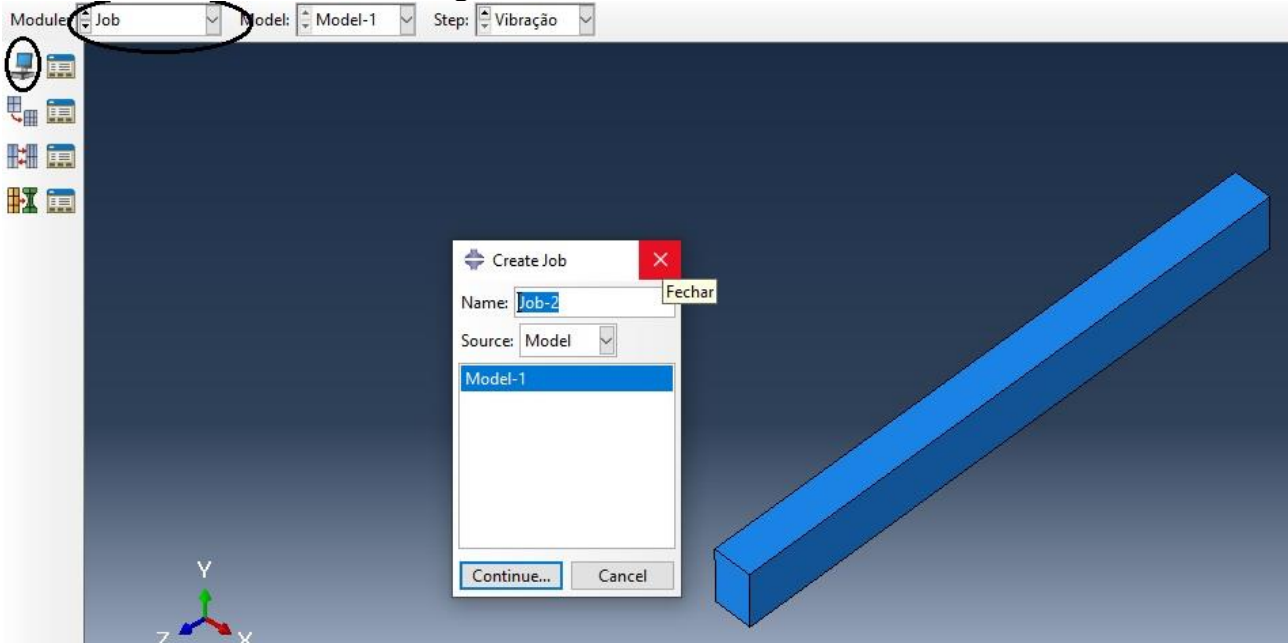 Module: Job Model: Model-1 Step: Vibração
Create Job
Fechar
Name: Job-2
Source: Model
Model-1
Continue... Cancel
Y
Z X